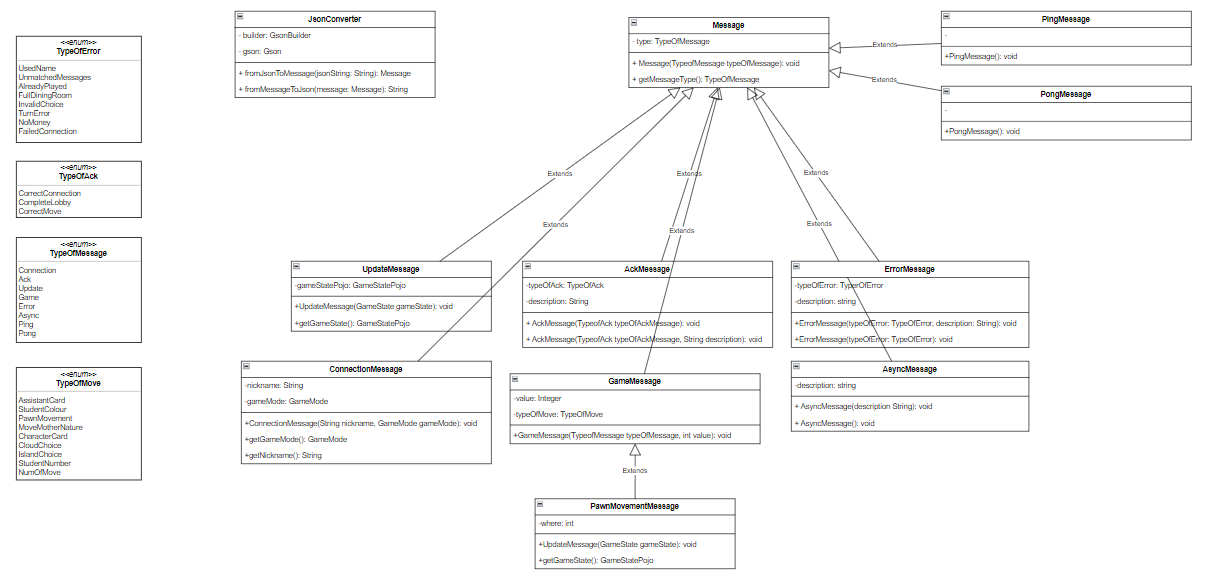 <<enum>>
TypeOfError
UsedName
UnmatchedMessages
AlreadyPlayed
FullDiningRoom
InvalidChoice
TurnError
NoMoney
FailedConnection
<<enum>>
TypeOfAck
CorrectConnection
CompleteLobby
CorrectMove
<<enum>>
TypeOfMessage
Connection
Ack
Update
Game
Error
Async
Ping
Pong
<<enum>>
TypeOfMove
AssistantCard
StudentColour
PawnMovement
MoveMotherNature
CharacterCard
CloudChoice
IslandChoice
StudentNumber
NumOfMove
JsonConverter
- builder: GsonBuilder
- gson: Gson
+ fromJsonToMessage(jsonString: String): Message
+ fromMessageToJson(message: Message): String
Message
- type: TypeOfMessage
+ Message(TypeofMessage typeOfMessage): void
+ getMessageType(): TypeOfMessage
PingMessage
-
+PingMessage(): void
PongMessage
-
+PongMessage(): void
Extends
Extends
Extends
Extends
Extends
Extends
Extends
Extends
UpdateMessage
-gameStatePojo: GameStatePojo
+UpdateMessage(GameState gameState): void
+getGameState(): GameStatePojo
AckMessage
-typeOfAck: TypeOfAck
-description: String
+ AckMessage(TypeofAck typeOfAckMessage): void
+ AckMessage(TypeofAck typeOfAckMessage, String description): void
ErrorMessage
-typeOfError: TyperOfError
-description: string
+ErrorMessage(typeOfError: TypeOfError, description: String): void
+ErrorMessage(typeOfError: TypeOfError): void
ConnectionMessage
-nickname: String
-gameMode: GameMode
+ConnectionMessage(String nickname, GameMode gameMode): void
+getGameMode(): GameMode
+getNickname(): String
GameMessage
-value: Integer
-typeOfMove: TypeOfMove
+GameMessage(TypeofMessage typeOfMessage, int value): void
AsyncMessage
-description: string
+ AsyncMessage(description String): void
+ AsyncMessage(): void
Extends
PawnMovementMessage
-where: int
+UpdateMessage(GameState gameState): void
+getGameState(): GameStatePojo